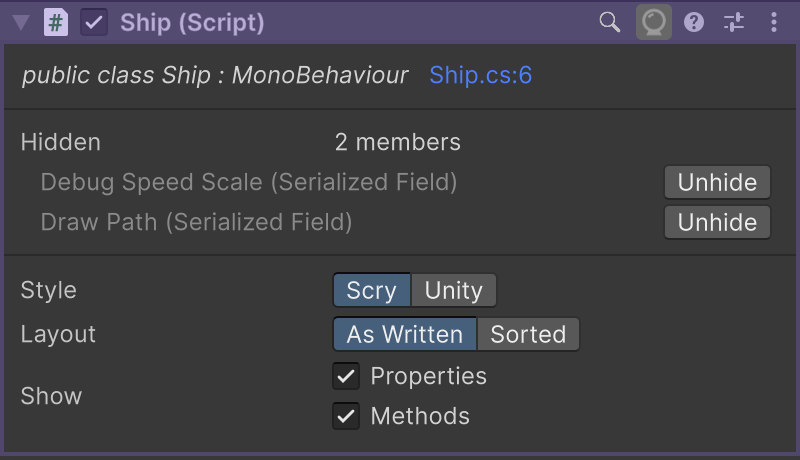 # Ship (Script) ?
public class Ship : MonoBehaviour Ship.cs:6
Hidden 2 members
Debug Speed Scale (Serialized Field) Unhide
Draw Path (Serialized Field) Unhide
Style Scry Unity
Layout As Written Sorted
Properties
Show
Methods